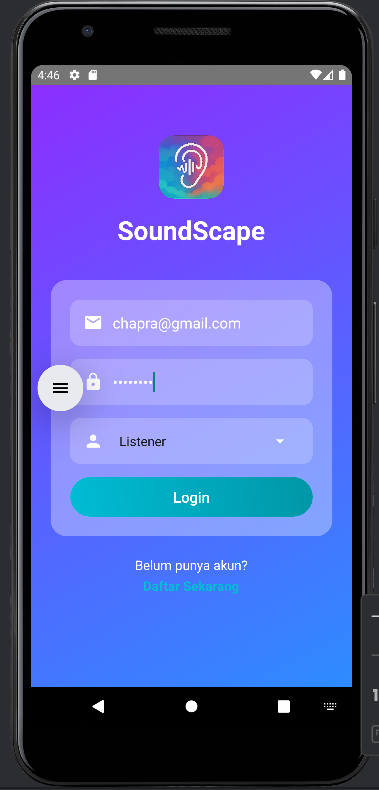 4:46
SoundScape
chapra@gmail.com
••••••••
Listener
Login
Belum punya akun?
Daftar Sekarang